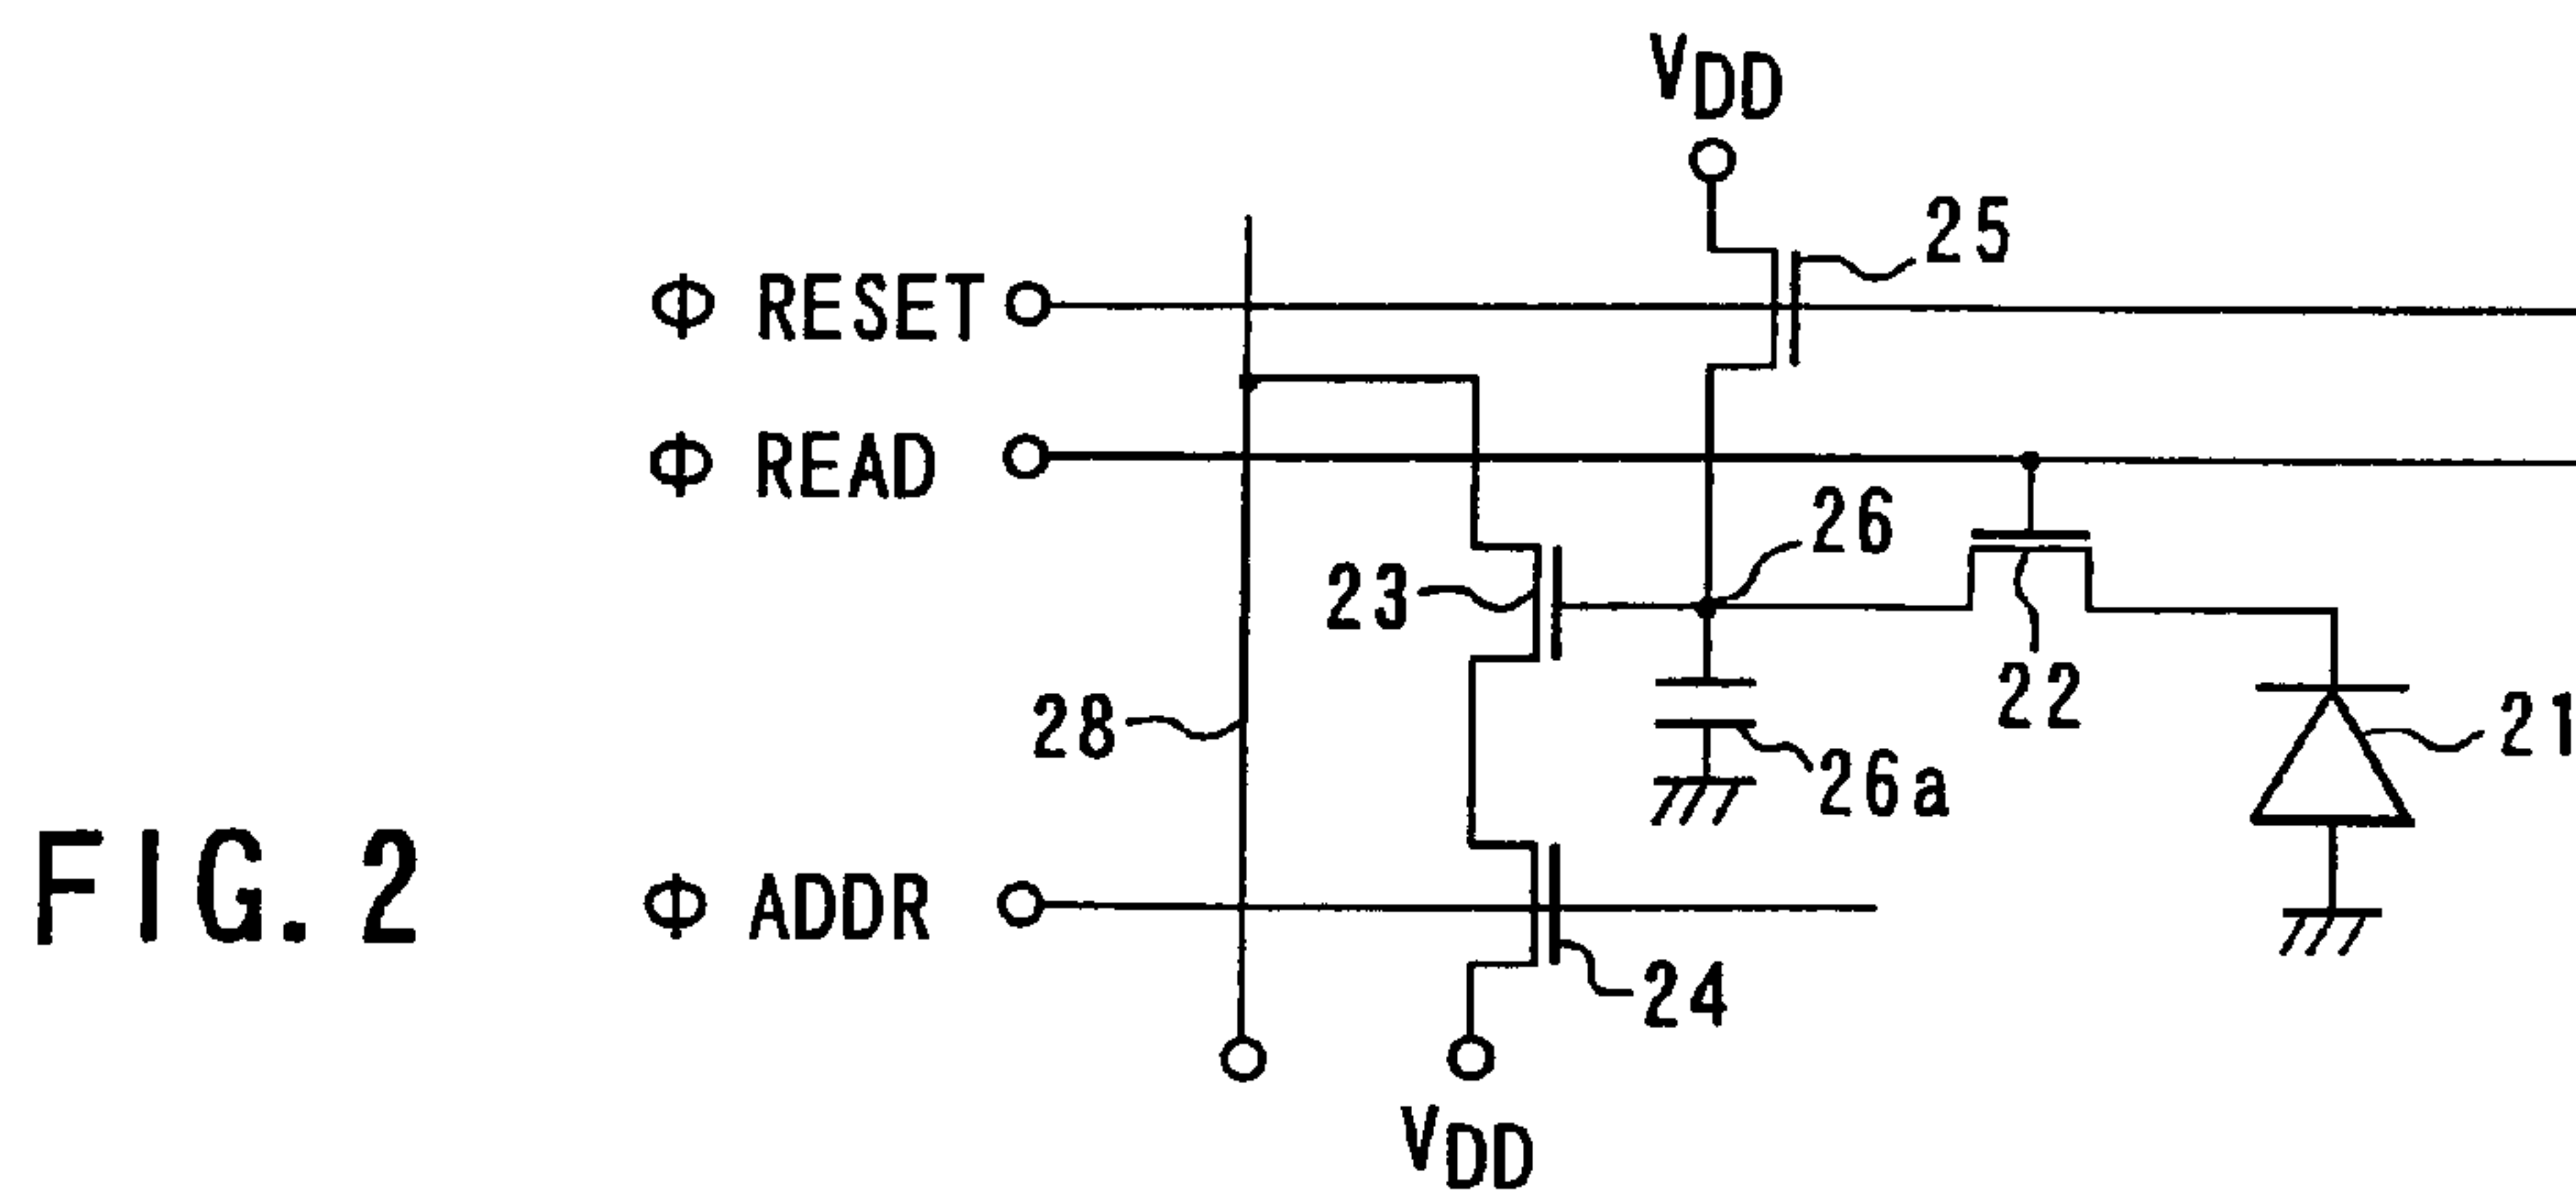 VDD
25
Φ RESET
Φ READ
26
23
22
28
21
26a
FIG. 2
Φ ADDR
24
VDD